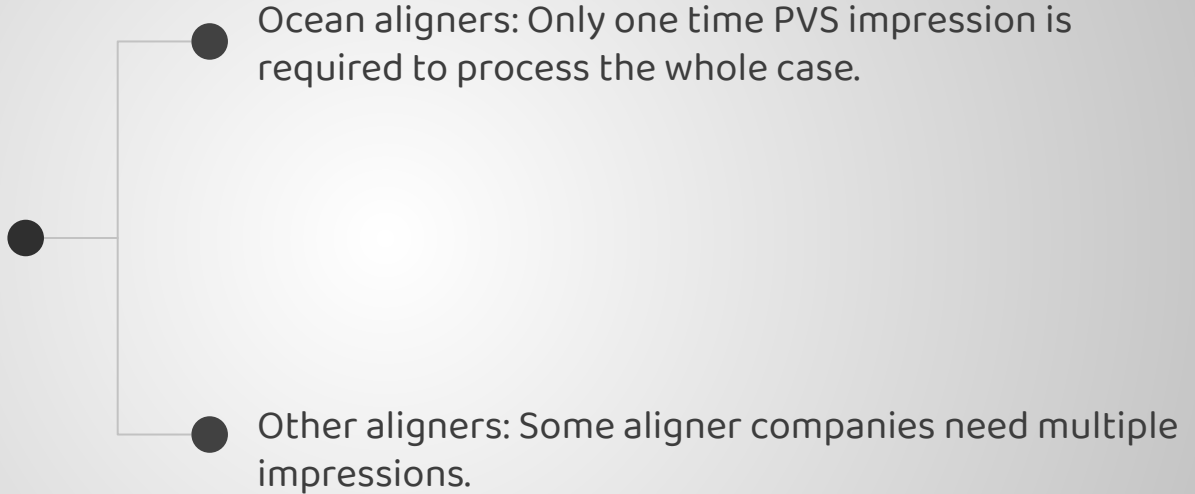 Ocean aligners: Only one time PVS impression is
required to process the whole case.
Other aligners: Some aligner companies need multiple
impressions.